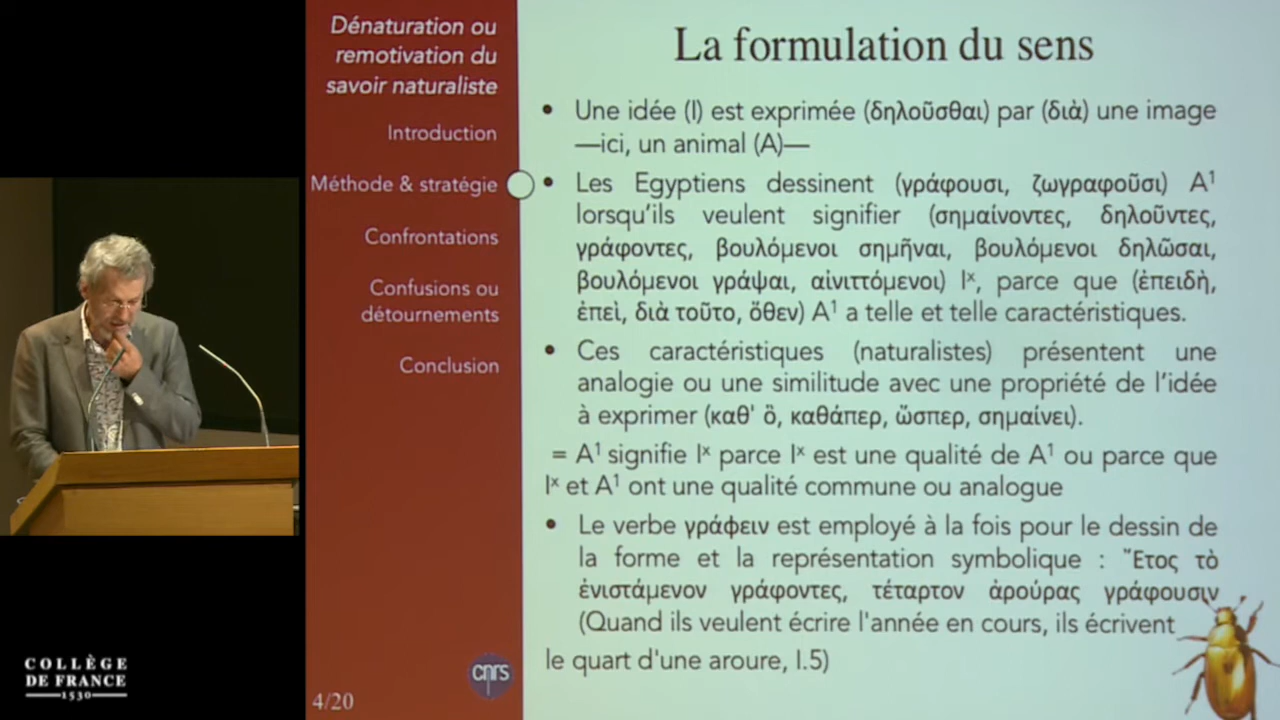 Dénaturation ou
remotivation du
savoir naturaliste
Introduction
Méthode & stratégie
Confrontations
Confusions ou
détournements
Conclusion
La formulation du sens
• Une idée (I) est exprimée (δηλοῦσθαι) par (διὰ) une image
—ici, un animal (A)—
• Les Egyptiens dessinent (γράφουσι, ζωγραφοῦσι) A¹
lorsqu'ils veulent signifier (σημαίνοντες, δηλοῦντες,
γράφοντες, βουλόμενοι σημῆναι, βουλόμενοι δηλῶσαι,
βουλόμενοι γράψαι, αἰνιττόμενοι) Iˣ, parce que (ἐπειδὴ,
ἐπεὶ, διὰ τοῦτο, ὅθεν) A¹ a telle et telle caractéristiques.
• Ces caractéristiques (naturalistes) présentent une
analogie ou une similitude avec une propriété de l'idée
à exprimer (καθ' ὃ, καθάπερ, ὥσπερ, σημαίνει).
= A¹ signifie Iˣ parce Iˣ est une qualité de A¹ ou parce que
Iˣ et A¹ ont une qualité commune ou analogue
• Le verbe γράφειν est employé à la fois pour le dessin de
la forme et la représentation symbolique : Ἔτος τὸ
ἐνιστάμενον γράφοντες, τέταρτον ἀρούρας γράφουσιν
(Quand ils veulent écrire l'année en cours, ils écrivent
le quart d'une aroure, I.5)
COLLÈGE
DE FRANCE
1530
cnrs
4/20